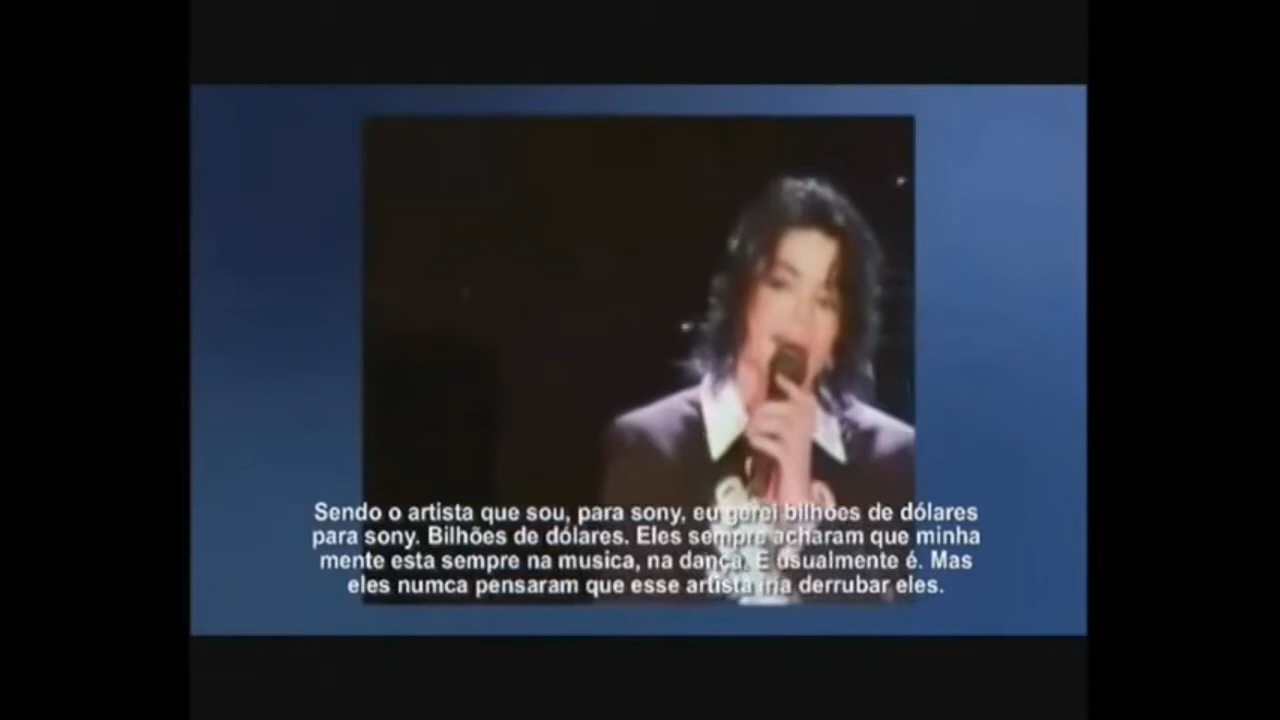 Sendo o artista que sou, para sony, eu gerei bilhões de dólares
para sony. Bilhões de dólares. Eles sempre acharam que minha
mente esta sempre na musica, na dança. E usualmente é. Mas
eles numca pensaram que esse artista iria derrubar eles.